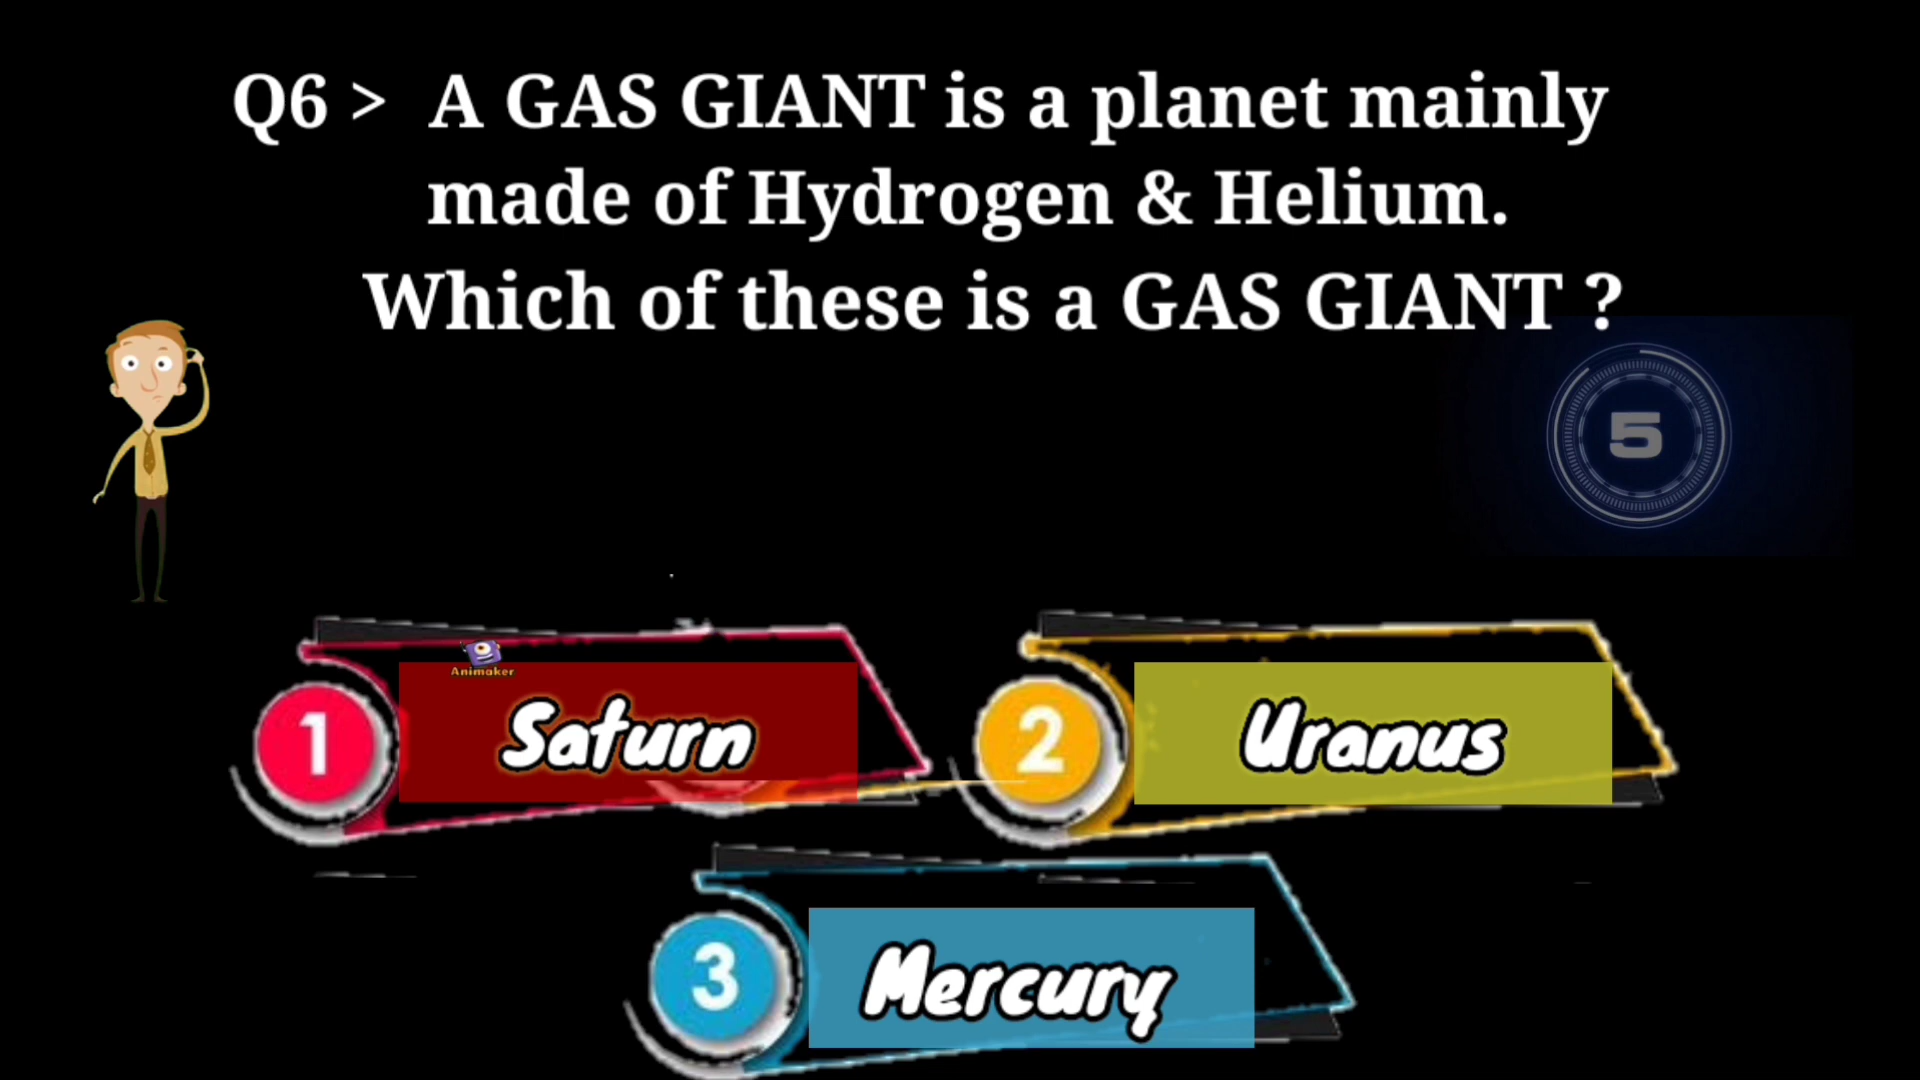 Q6 > A GAS GIANT is a planet mainly
made of Hydrogen & Helium.
Which of these is a GAS GIANT ?
5
Animaker
1 Saturn
2 Uranus
3 Mercury